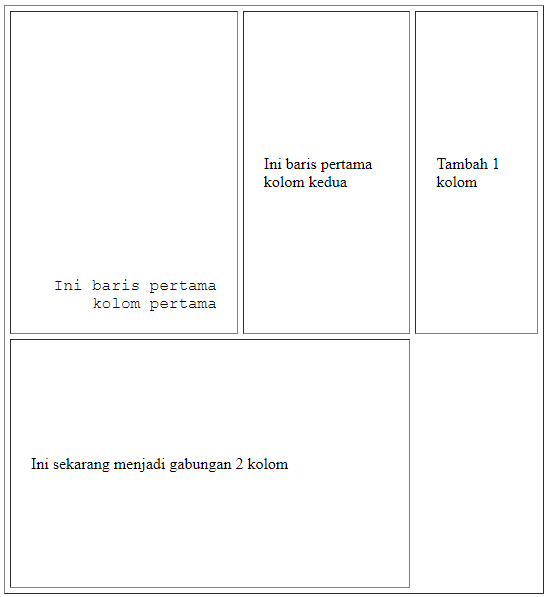 Ini baris pertama
kolom pertama
Ini baris pertama
kolom kedua
Tambah 1
kolom
Ini sekarang menjadi gabungan 2 kolom